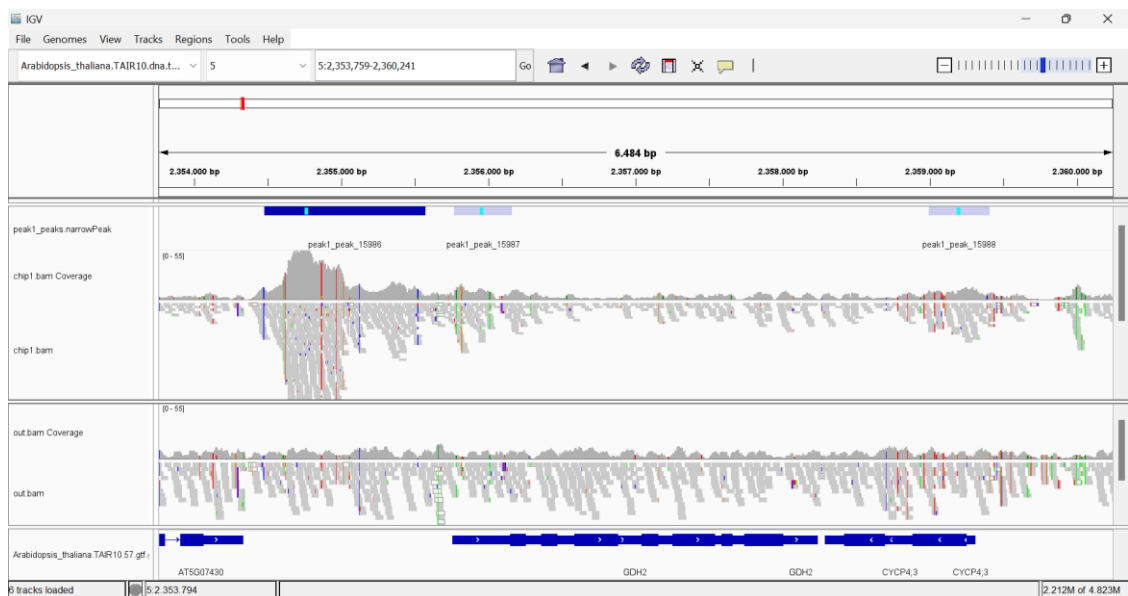 IGV
File Genomes View Tracks Regions Tools Help
Arabidopsis_thaliana.TAIR10.dna.t... 5 5:2,353,759-2,360,241 Go
6.484 bp
2.354.000 bp 2.355.000 bp 2.356.000 bp 2.357.000 bp 2.358.000 bp 2.359.000 bp 2.360.000 bp
peak1_peaks.narrowPeak
peak1_peak_15986 peak1_peak_15987 peak1_peak_15988
[0 - 55]
chip1.bam Coverage
chip1.bam
[0 - 55]
out.bam Coverage
out.bam
Arabidopsis_thaliana.TAIR10.57.gtf
AT5G07430 GDH2 GDH2 CYCP4;3 CYCP4;3
6 tracks loaded 5:2.353.794 2.212M of 4.823M